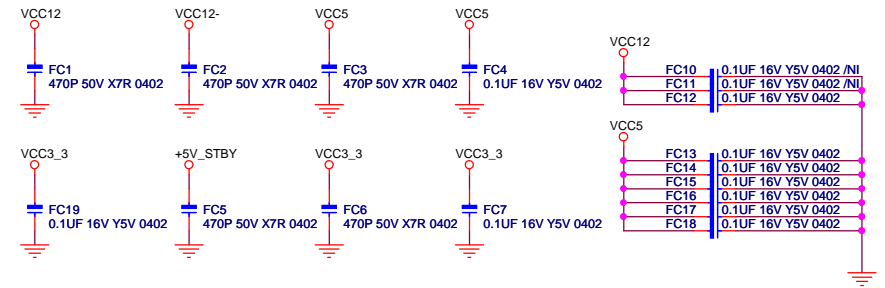 VCC12
FC1
470P 50V X7R 0402
VCC12-
FC2
470P 50V X7R 0402
VCC5
FC3
470P 50V X7R 0402
VCC5
FC4
0.1UF 16V Y5V 0402
VCC12
FC10 0.1UF 16V Y5V 0402 /NI
FC11 0.1UF 16V Y5V 0402 /NI
FC12 0.1UF 16V Y5V 0402
VCC3_3
FC19
0.1UF 16V Y5V 0402
+5V_STBY
FC5
470P 50V X7R 0402
VCC3_3
FC6
470P 50V X7R 0402
VCC3_3
FC7
0.1UF 16V Y5V 0402
VCC5
FC13 0.1UF 16V Y5V 0402
FC14 0.1UF 16V Y5V 0402
FC15 0.1UF 16V Y5V 0402
FC16 0.1UF 16V Y5V 0402
FC17 0.1UF 16V Y5V 0402
FC18 0.1UF 16V Y5V 0402